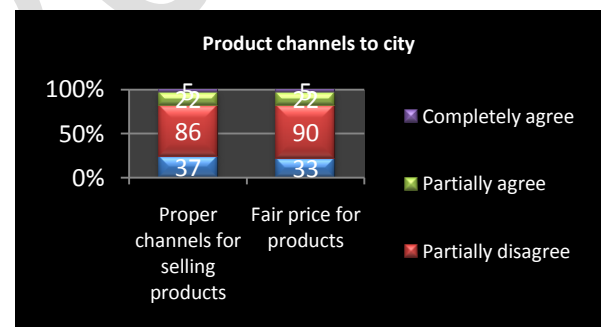 Product channels to city
100%
50%
0%
5
22
86
37
5
22
90
33
Proper
channels for
selling
products
Fair price for
products
Completely agree
Partially agree
Partially disagree